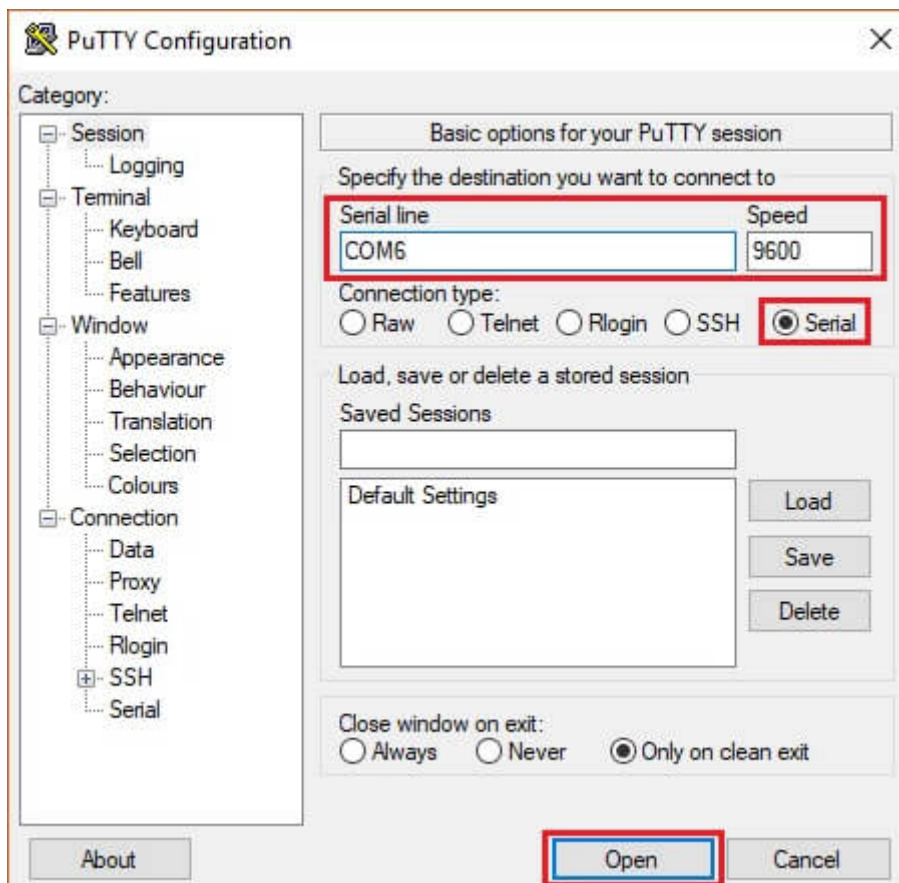 PuTTY Configuration
Category:
Session
Logging
Terminal
Keyboard
Bell
Features
Window
Appearance
Behaviour
Translation
Selection
Colours
Connection
Data
Proxy
Telnet
Rlogin
SSH
Serial
Basic options for your PuTTY session
Specify the destination you want to connect to
Serial line Speed
COM6 9600
Connection type:
Raw Telnet Rlogin SSH Serial
Load, save or delete a stored session
Saved Sessions
Default Settings
Load
Save
Delete
Close window on exit:
Always Never Only on clean exit
About Open Cancel